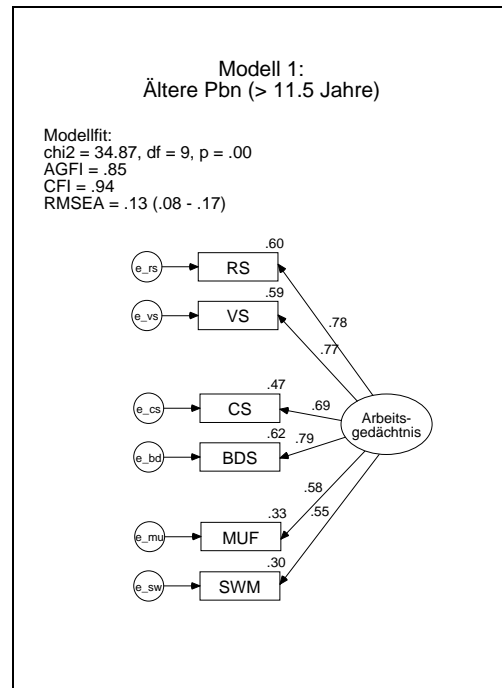 Modell 1:
Ältere Pbn (> 11.5 Jahre)
Modellfit:
chi2 = 34.87, df = 9, p = .00
AGFI = .85
CFI = .94
RMSEA = .13 (.08 - .17)
.60
e_rs
RS
.59
e_vs
VS
.78
.77
.47
e_cs
CS
.69
Arbeits-
gedächtnis
.62
e_bd
BDS
.79
.58
.55
.33
e_mu
MUF
.30
e_sw
SWM